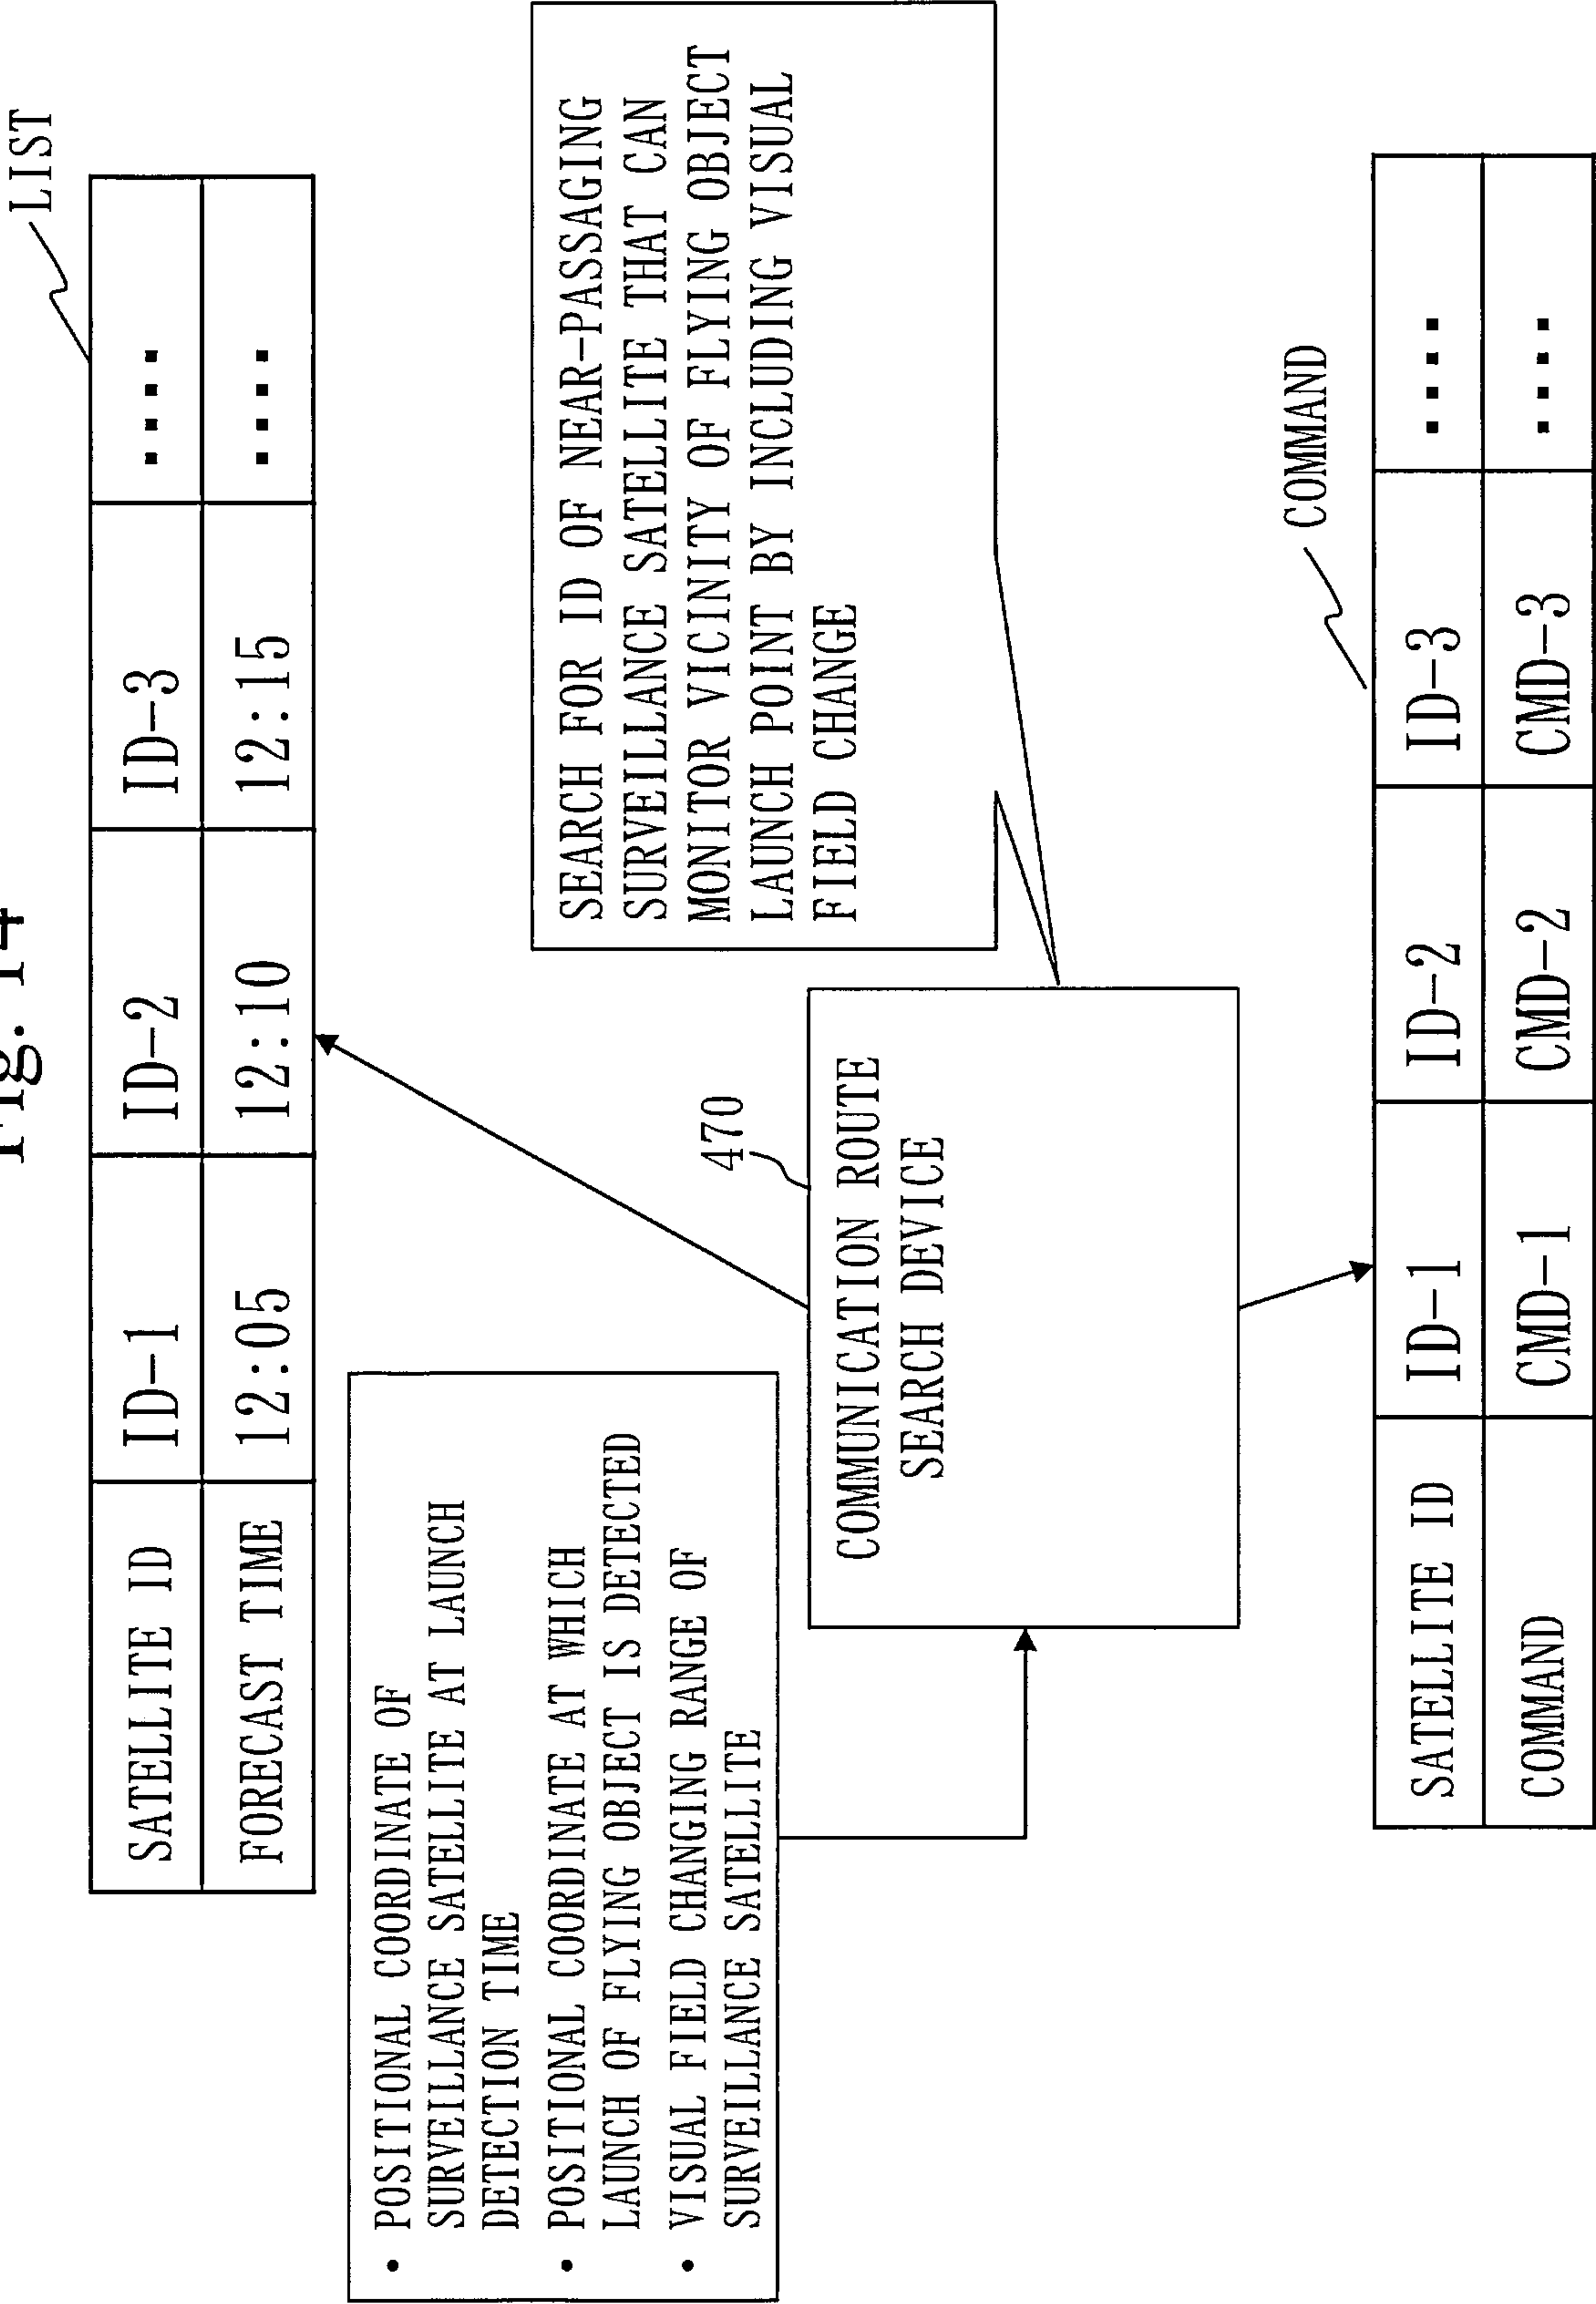 Fig. 14
LIST
SATELLITE ID ID-1 ID-2 ID-3 ....
FORECAST TIME 12:05 12:10 12:15 ....
• POSITIONAL COORDINATE OF
SURVEILLANCE SATELLITE AT LAUNCH
DETECTION TIME
• POSITIONAL COORDINATE AT WHICH
LAUNCH OF FLYING OBJECT IS DETECTED
• VISUAL FIELD CHANGING RANGE OF
SURVEILLANCE SATELLITE
SEARCH FOR ID OF NEAR-PASSAGING
SURVEILLANCE SATELLITE THAT CAN
MONITOR VICINITY OF FLYING OBJECT
LAUNCH POINT BY INCLUDING VISUAL
FIELD CHANGE
470
COMMUNICATION ROUTE
SEARCH DEVICE
COMMAND
SATELLITE ID ID-1 ID-2 ID-3 ....
COMMAND CMD-1 CMD-2 CMD-3 ....